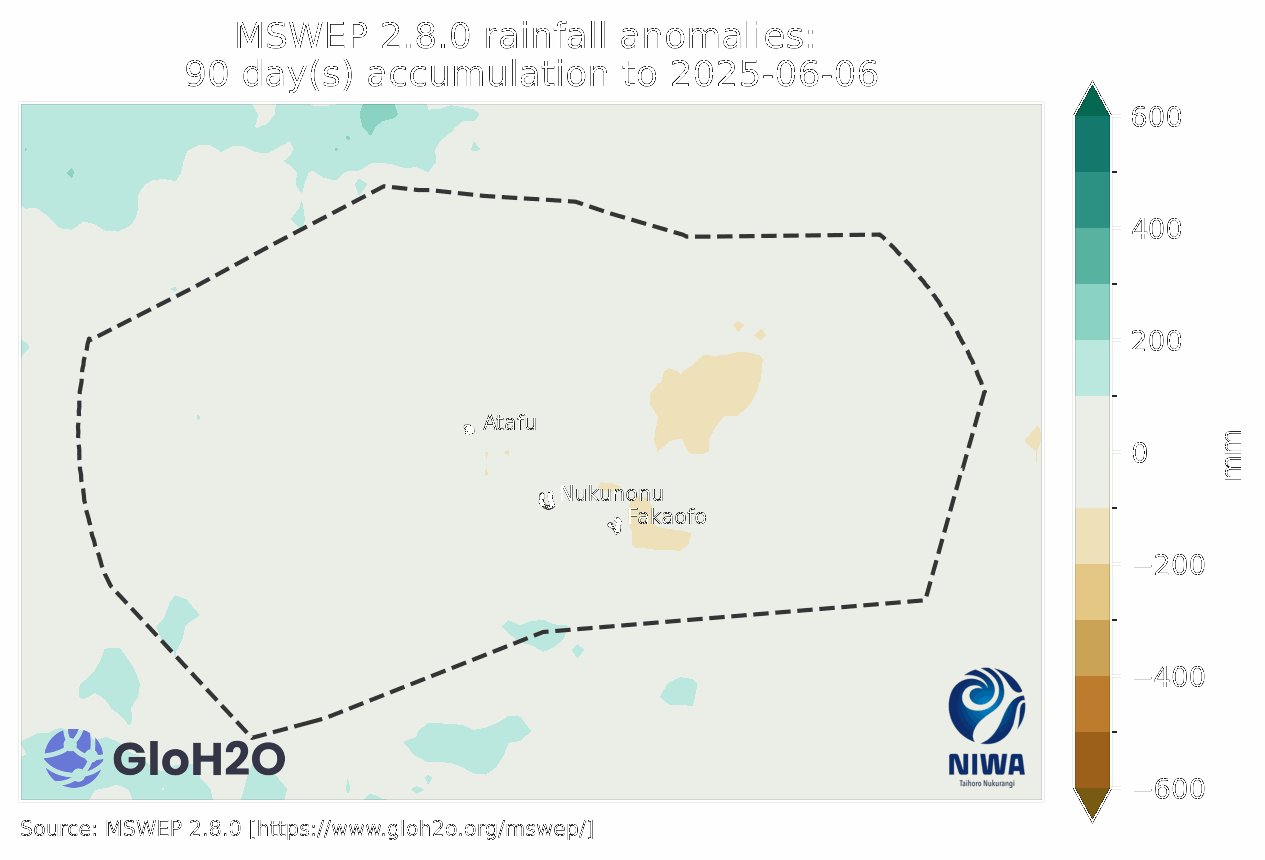 MSWEP 2.8.0 rainfall anomalies:
90 day(s) accumulation to 2025-06-06
600
400
200
0
−200
−400
−600
mm
Atafu
Nukunonu
Fakaofo
GloH2O
NIWA
Taihoro Nukurangi
Source: MSWEP 2.8.0 [https://www.gloh2o.org/mswep/]